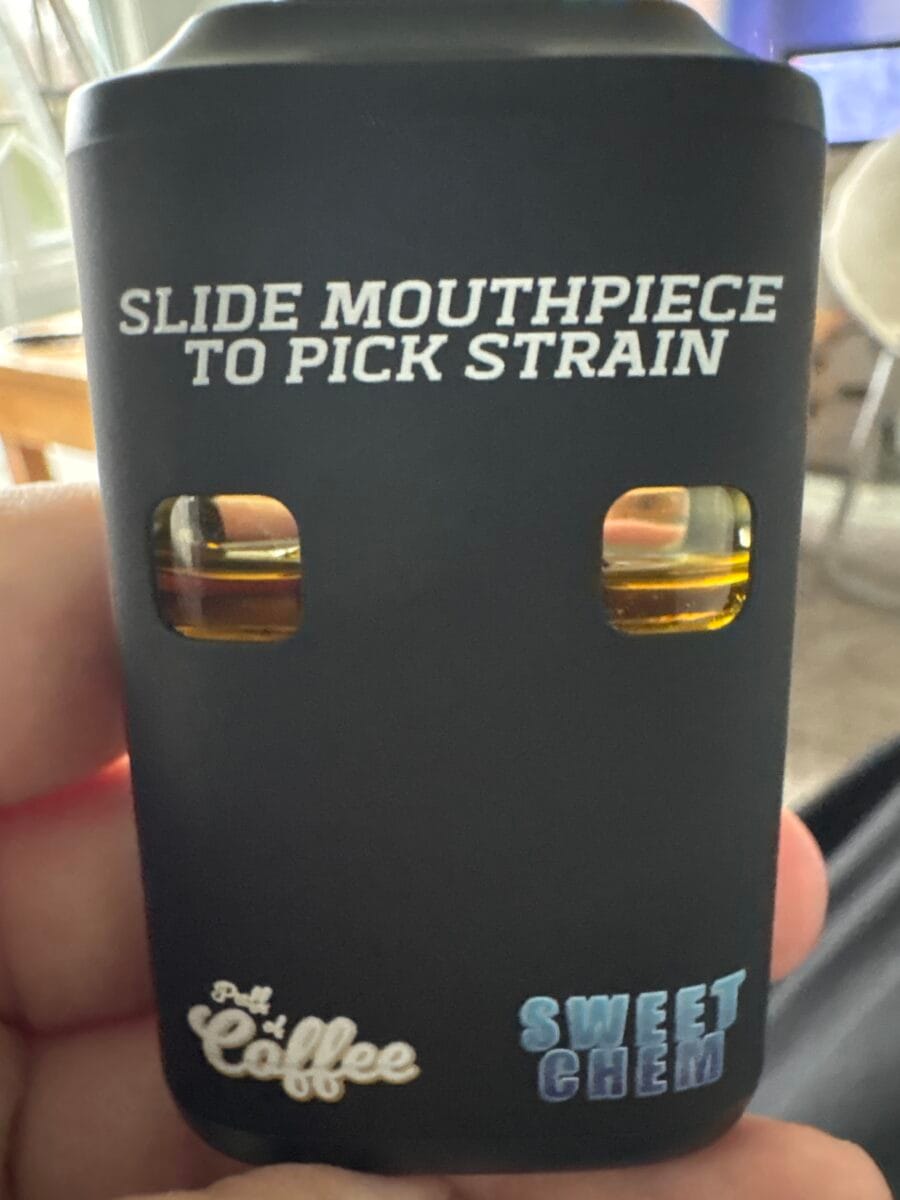 SLIDE MOUTHPIECE
TO PICK STRAIN
Coffee
SWEET
CHEM